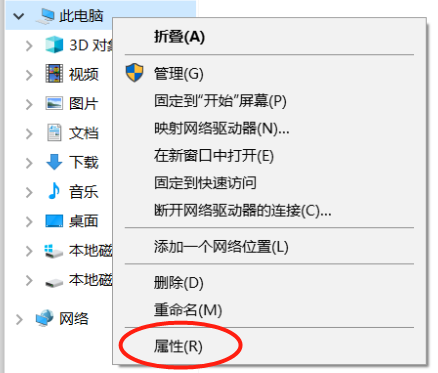 此电脑
3D 对象
视频
图片
文档
下载
音乐
桌面
本地磁
本地磁
网络
折叠(A)
管理(G)
固定到"开始"屏幕(P)
映射网络驱动器(N)...
在新窗口中打开(E)
固定到快速访问
断开网络驱动器的连接(C)...
添加一个网络位置(L)
删除(D)
重命名(M)
属性(R)